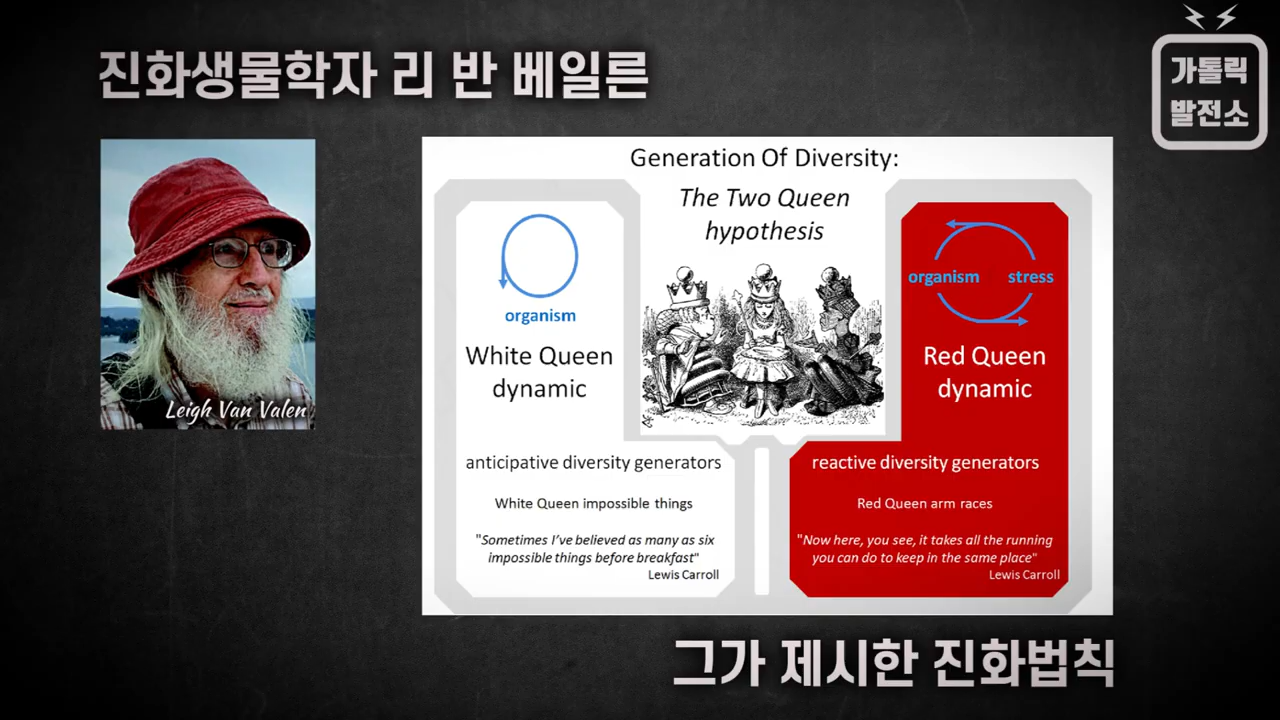 진화생물학자 리 반 베일른
가톨릭
발전소
Leigh Van Valen
Generation Of Diversity:
The Two Queen
hypothesis
organism
White Queen
dynamic
anticipative diversity generators
White Queen impossible things
"Sometimes I've believed as many as six
impossible things before breakfast"
Lewis Carroll
organism stress
Red Queen
dynamic
reactive diversity generators
Red Queen arm races
"Now here, you see, it takes all the running
you can do to keep in the same place"
Lewis Carroll
그가 제시한 진화법칙